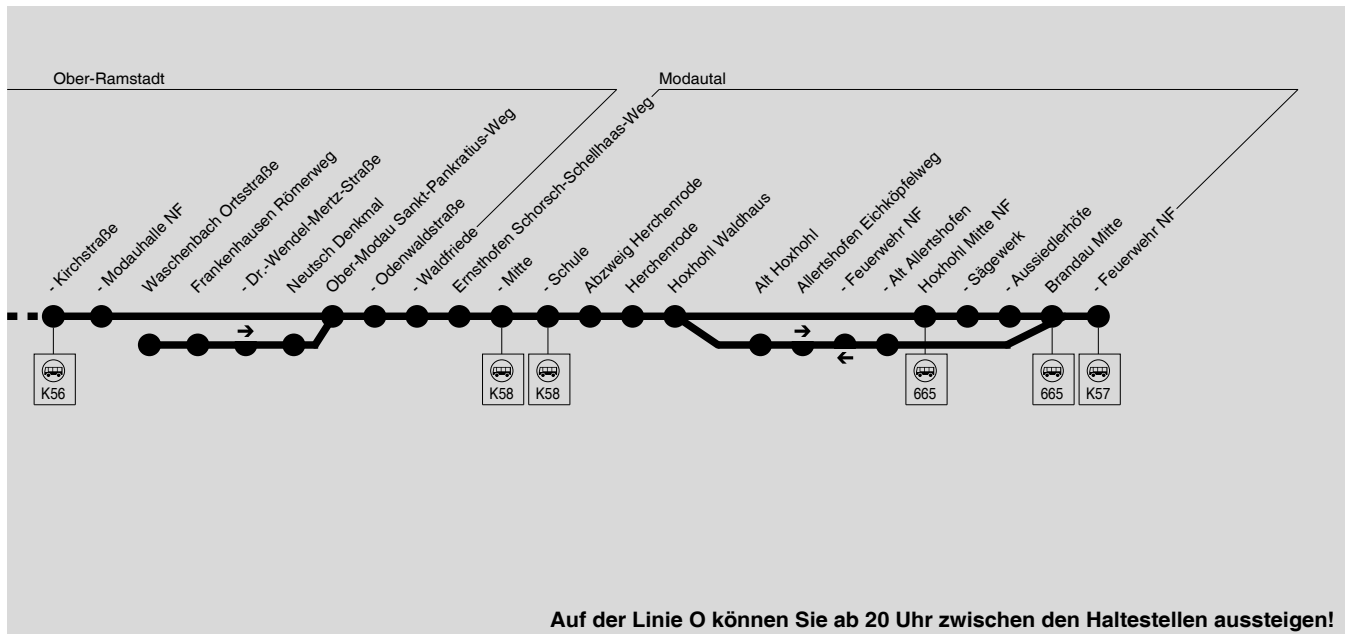 Ober-Ramstadt
Modautal
- Kirchstraße
- Modauhalle NF
Waschenbach Ortsstraße
Frankenhausen Römerweg
- Dr.-Wendel-Mertz-Straße
Neutsch Denkmal
Ober-Modau Sankt-Pankratius-Weg
- Odenwaldstraße
- Waldfriede
Ernsthofen Schorsch-Schellhaas-Weg
- Mitte
- Schule
Abzweig Herchenrode
Herchenrode
Hoxhohl Waldhaus
Alt Hoxhohl
Allertshofen Eichköpfelweg
- Feuerwehr NF
- Alt Allertshofen
Hoxhohl Mitte NF
- Sägewerk
- Aussiedlerhöfe
Brandau Mitte
- Feuerwehr NF
K56
K58
K58
665
665
K57
Auf der Linie O können Sie ab 20 Uhr zwischen den Haltestellen aussteigen!